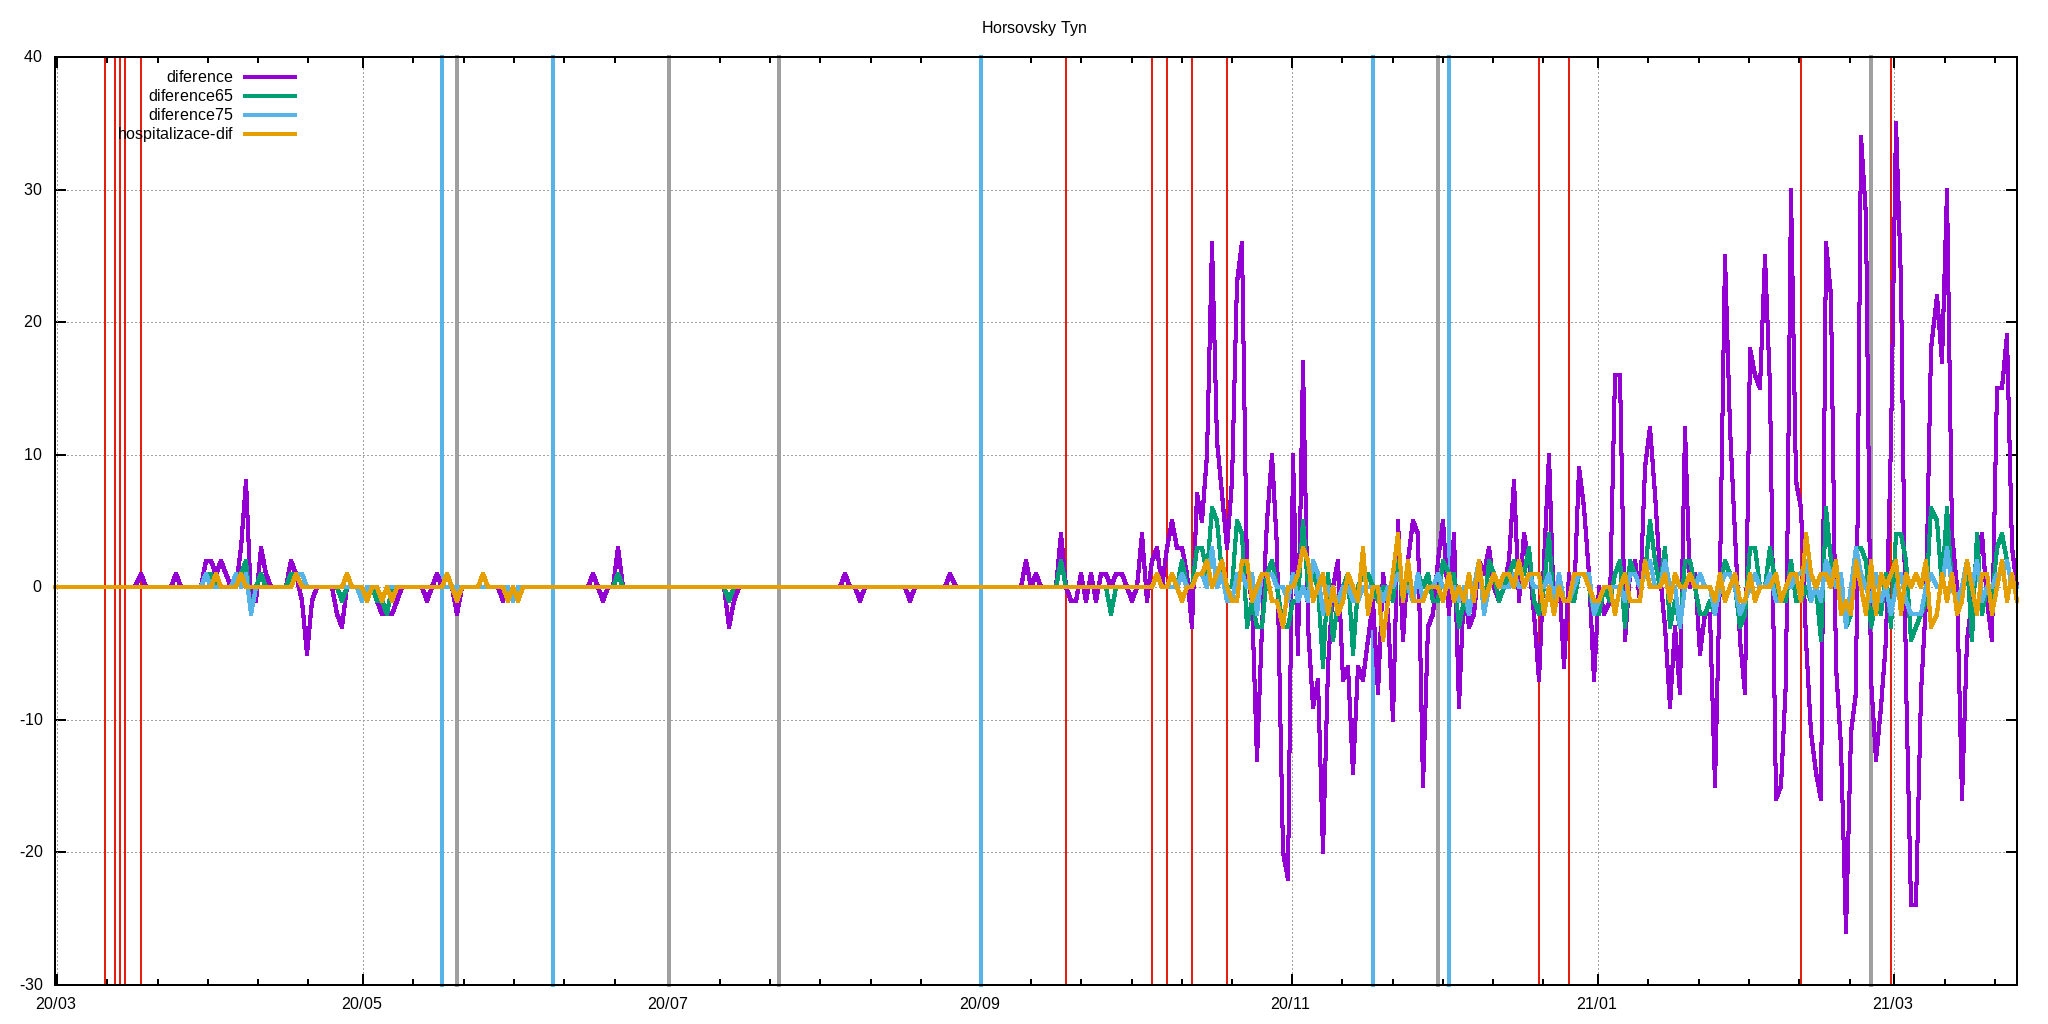 Horsovsky Tyn
40
diference
diference65
diference75
hospitalizace-dif
30
20
10
0
-10
-20
-30
20/03 20/05 20/07 20/09 20/11 21/01 21/03